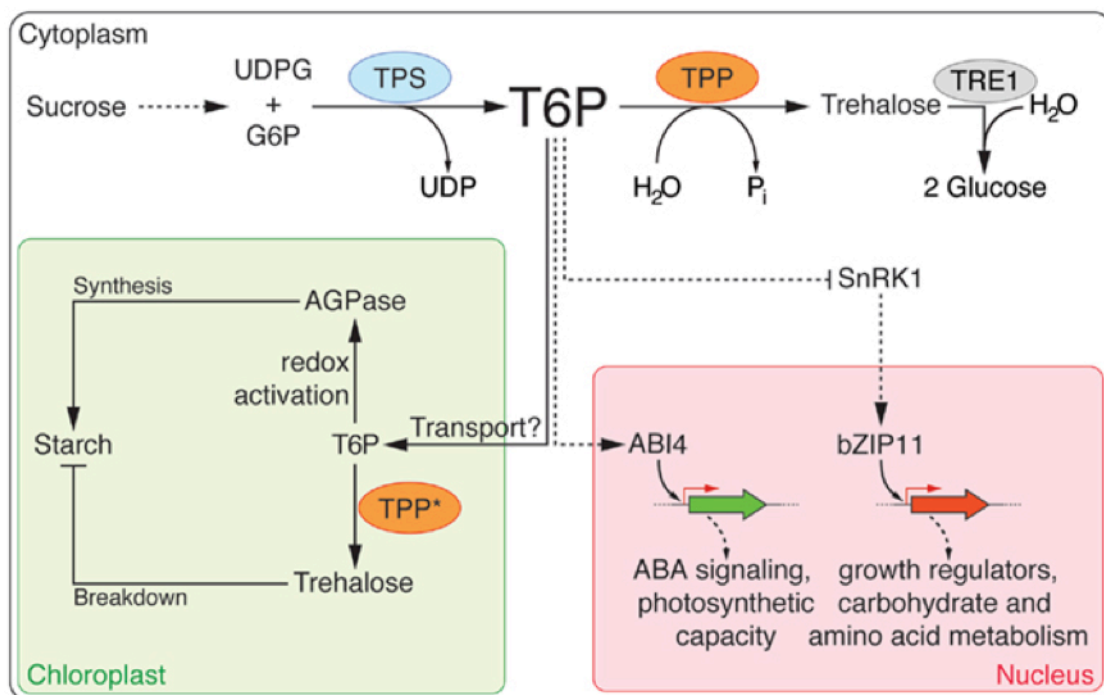 Cytoplasm
Sucrose
UDPG
+
G6P
TPS
UDP
T6P
TPP
H₂O
Pᵢ
Trehalose
TRE1
H₂O
2 Glucose
Synthesis
AGPase
redox
activation
Starch
T6P
Transport?
TPP*
Trehalose
Breakdown
Chloroplast
SnRK1
ABI4
bZIP11
ABA signaling,
photosynthetic
capacity
growth regulators,
carbohydrate and
amino acid metabolism
Nucleus